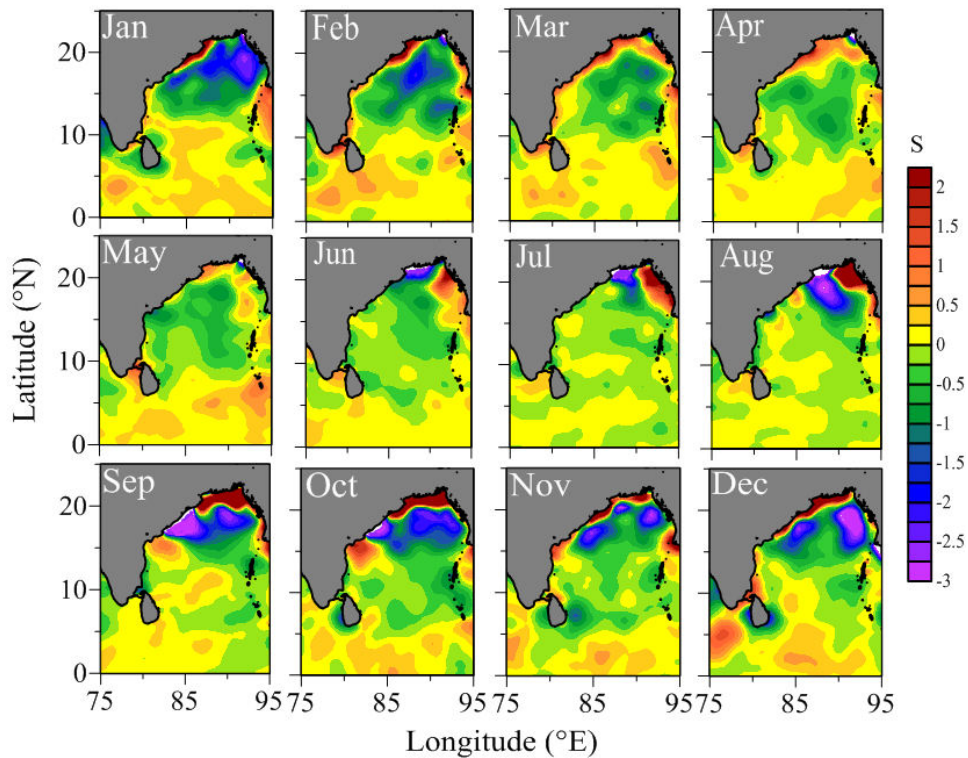 Jan Feb Mar Apr
20
10
0
May Jun Jul Aug
20
10
0
Sep Oct Nov Dec
20
10
0
75 85 95 75 85 95 75 85 95 75 85 95
Latitude (°N)
Longitude (°E)
S
2
1.5
1
0.5
0
-0.5
-1
-1.5
-2
-2.5
-3